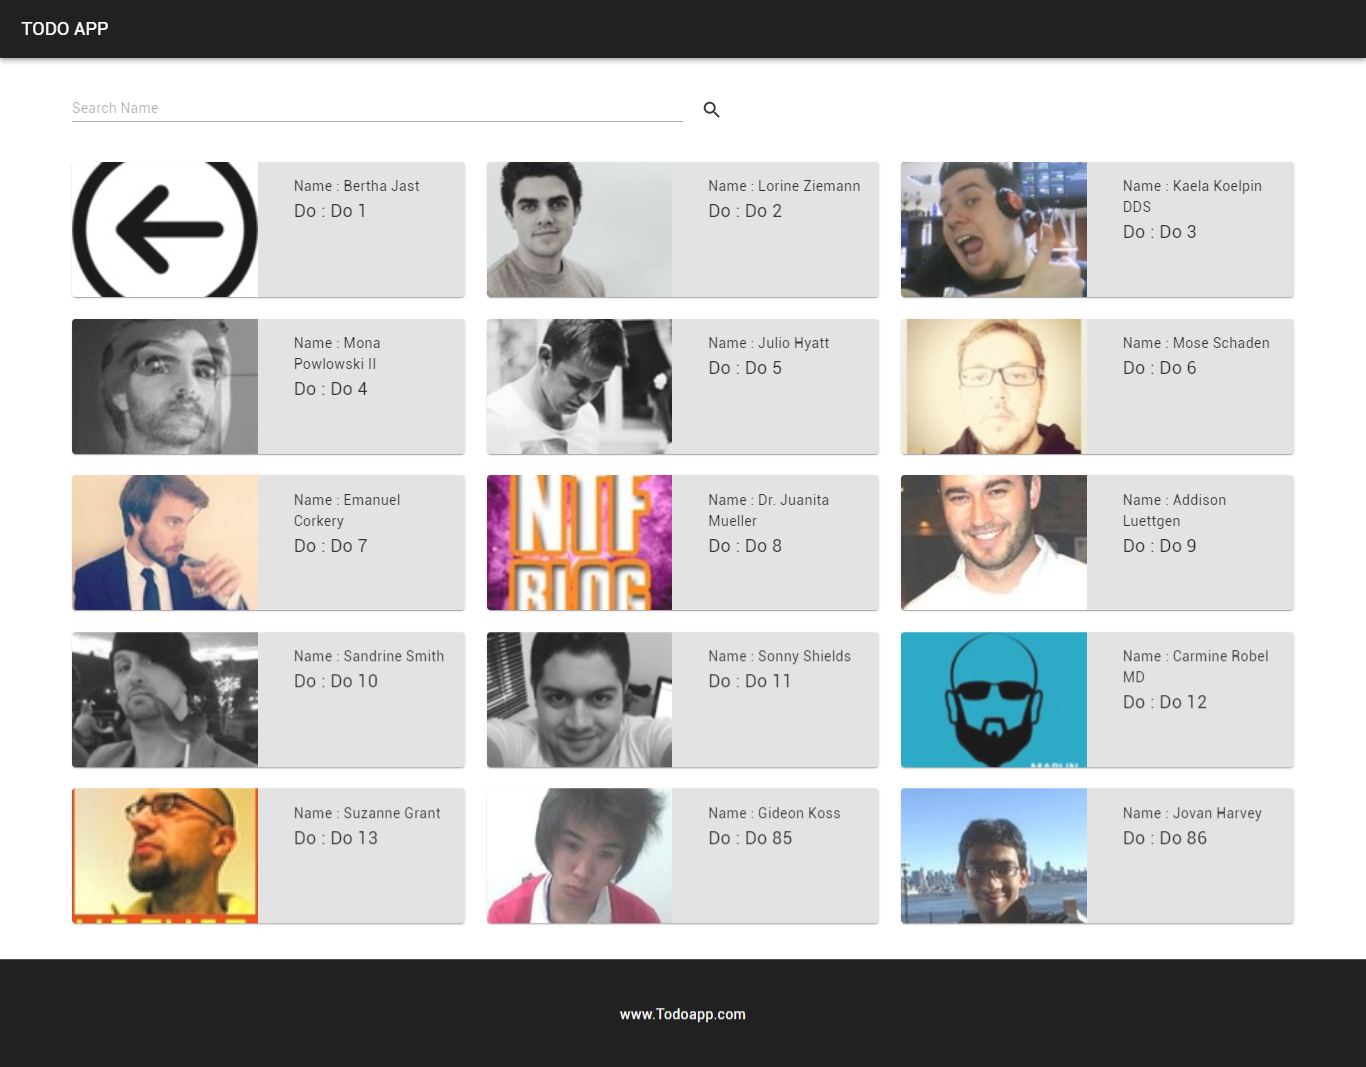 TODO APP
Search Name
Name : Bertha Jast
Do : Do 1
Name : Lorine Ziemann
Do : Do 2
Name : Kaela Koelpin
DDS
Do : Do 3
Name : Mona
Powlowski II
Do : Do 4
Name : Julio Hyatt
Do : Do 5
Name : Mose Schaden
Do : Do 6
Name : Emanuel
Corkery
Do : Do 7
NTF
BLOG
Name : Dr. Juanita
Mueller
Do : Do 8
Name : Addison
Luettgen
Do : Do 9
Name : Sandrine Smith
Do : Do 10
Name : Sonny Shields
Do : Do 11
Name : Carmine Robel
MD
Do : Do 12
Name : Suzanne Grant
Do : Do 13
Name : Gideon Koss
Do : Do 85
Name : Jovan Harvey
Do : Do 86
www.Todoapp.com